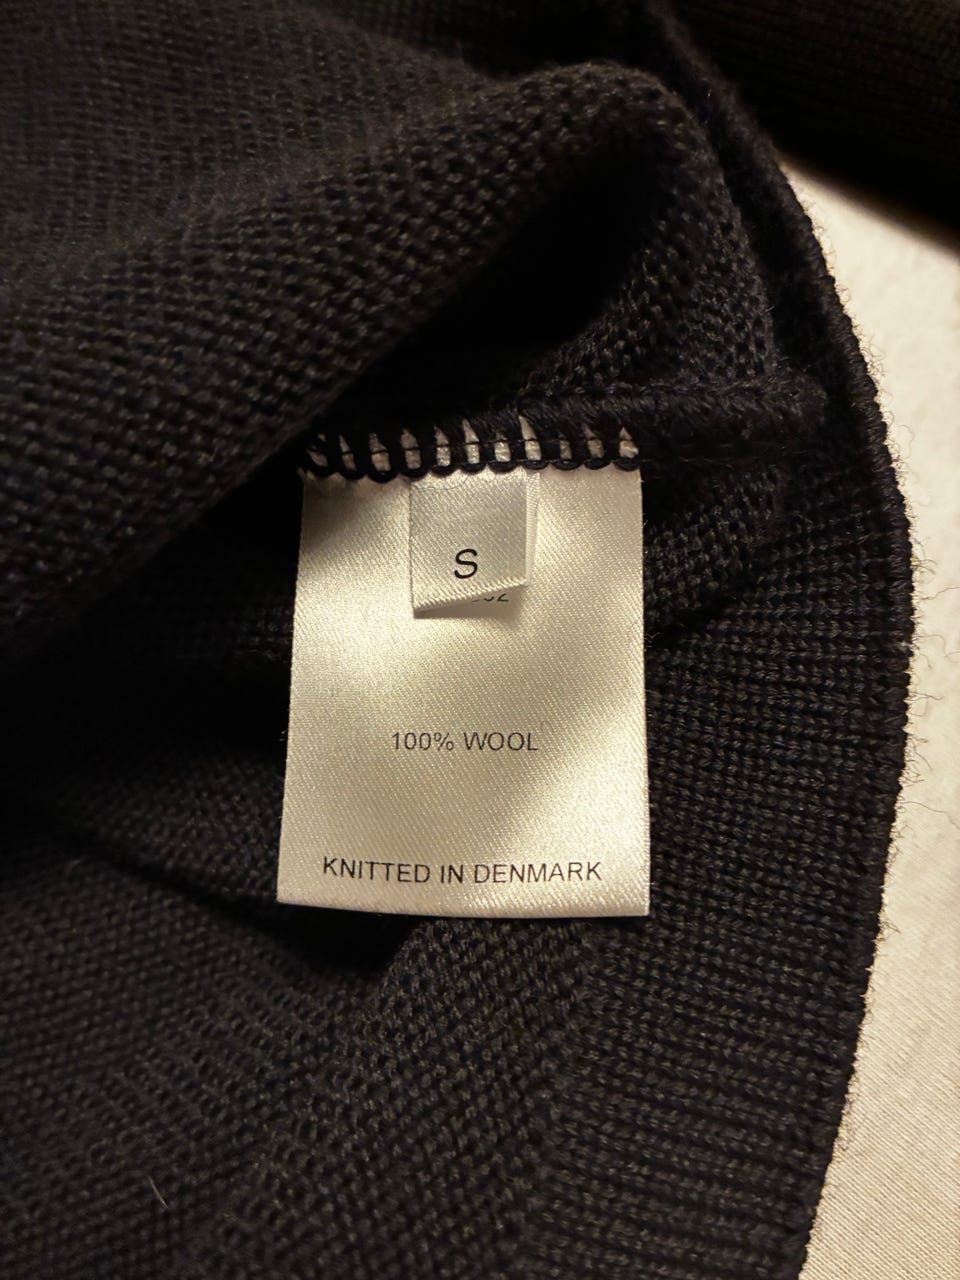 S
100% WOOL
KNITTED IN DENMARK